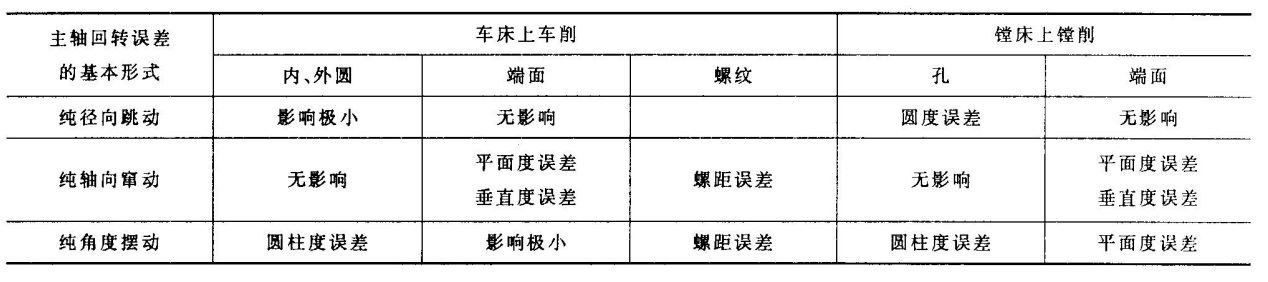 主轴回转误差 车床上车削 镗床上镗削
的基本形式 内、外圆 端面 螺纹 孔 端面
纯径向跳动 影响极小 无影响 圆度误差 无影响
纯轴向窜动 无影响 平面度误差 螺距误差 无影响 平面度误差
垂直度误差 垂直度误差
纯角度摆动 圆柱度误差 影响极小 螺距误差 圆柱度误差 平面度误差